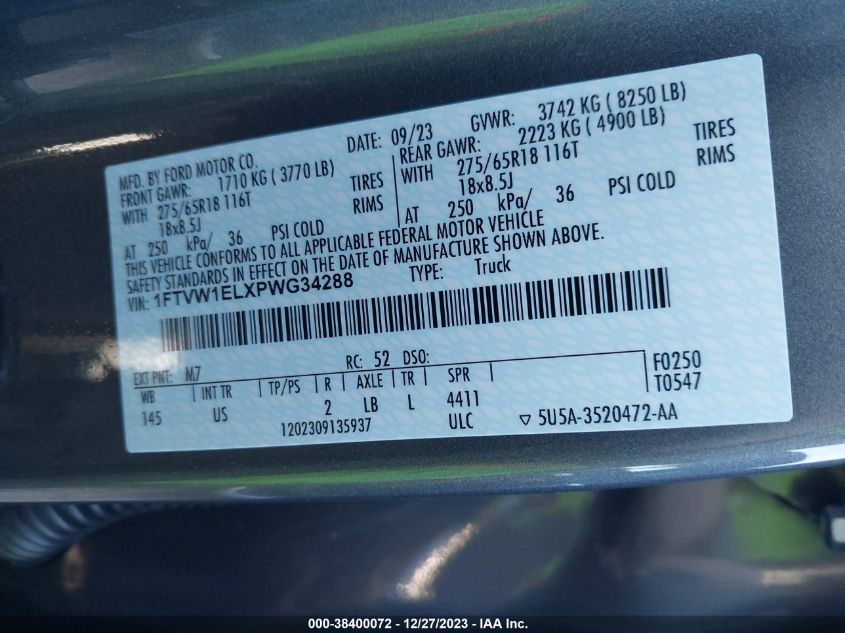 MFD. BY FORD MOTOR CO.
DATE: 09/23 GVWR: 3742 KG ( 8250 LB)
FRONT GAWR: 1710 KG ( 3770 LB)
REAR GAWR: 2223 KG ( 4900 LB)
WITH 275/65R18 116T TIRES
WITH 275/65R18 116T TIRES
18x8.5J RIMS
18x8.5J RIMS
AT 250 kPa/ 36 PSI COLD
AT 250 kPa/ 36 PSI COLD
THIS VEHICLE CONFORMS TO ALL APPLICABLE FEDERAL MOTOR VEHICLE
SAFETY STANDARDS IN EFFECT ON THE DATE OF MANUFACTURE SHOWN ABOVE.
VIN: 1FTVW1ELXPWG34288 TYPE: Truck
EXT PNT: M7 RC: 52 DSO:
WB INT TR TP/PS R AXLE TR SPR F0250
145 US 2 LB L 4411 T0547
1202309135937 ULC ▽ 5U5A-3520472-AA
000-38400072 - 12/27/2023 - IAA Inc.